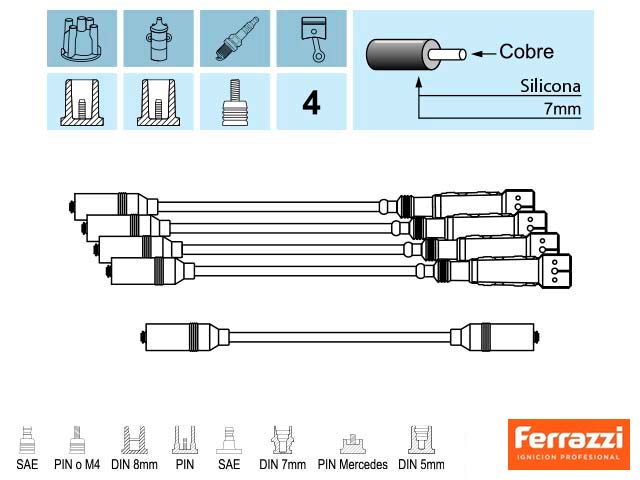 Cobre
Silicona
7mm
4
SAE PIN o M4 DIN 8mm PIN SAE DIN 7mm PIN Mercedes DIN 5mm
Ferrazzi
IGNICION PROFESIONAL